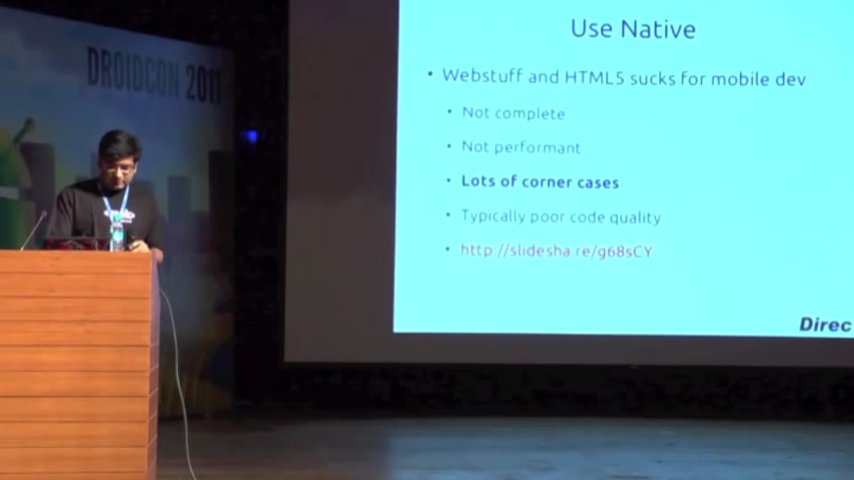 DROIDCON 2011
Use Native
• Webstuff and HTML5 sucks for mobile dev
• Not complete
• Not performant
• Lots of corner cases
• Typically poor code quality
• http://slidesha.re/g68sCY
Direc